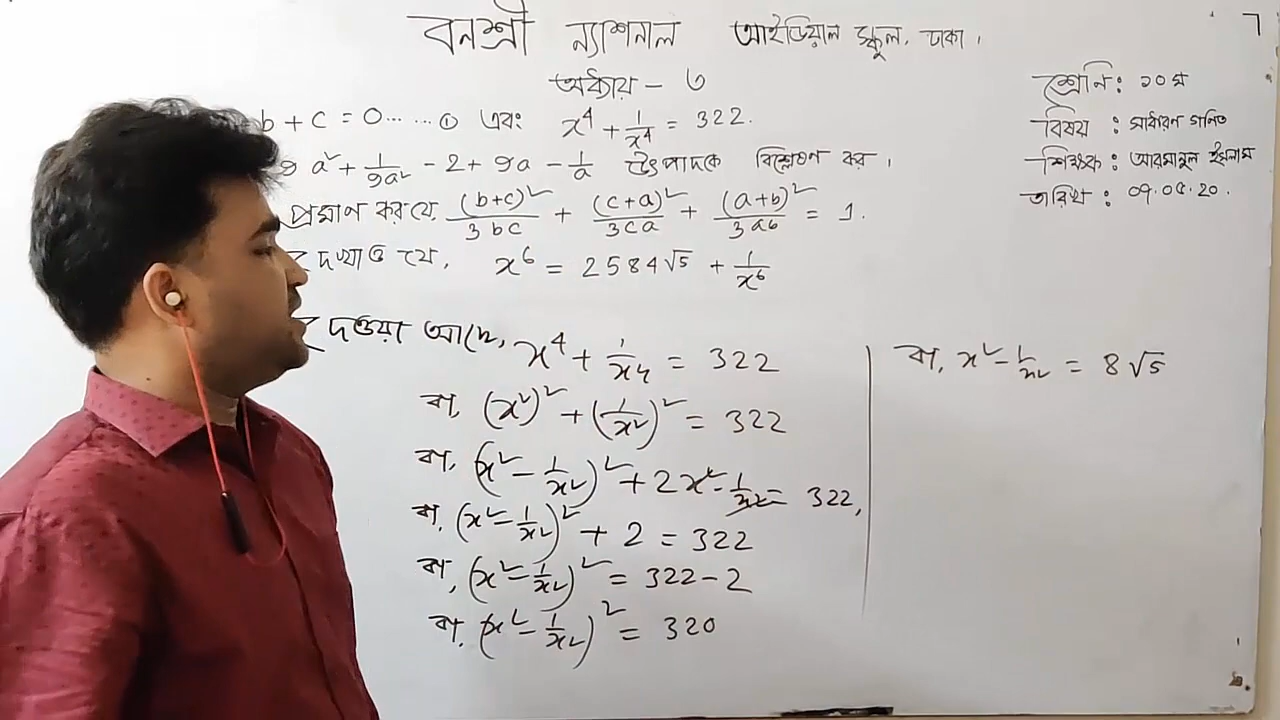 বনশ্রী ন্যাশনাল আইডিয়াল স্কুল, ঢাকা।
অধ্যায় - ৩
শ্রেণি: ১০ম
বিষয় : সাধারণ গণিত
শিক্ষক: আরমানুল ইসলাম
তারিখ: 09.05.20.
b + c = 0...... ① এবং x⁴ + 1/x⁴ = 322.
9a² + 1/9a² - 2 + 9a - 1/a উৎপাদকে বিশ্লেষণ কর।
প্রমাণ কর যে (b+c)²/3bc + (c+a)²/3ca + (a+b)²/3ab = 1.
দেখাও যে, x⁶ = 2584√5 + 1/x⁶
দেওয়া আছে, x⁴ + 1/x⁴ = 322
বা, (x²)² + (1/x²)² = 322
বা, (x² - 1/x²)² + 2x² · 1/x² = 322,
বা, (x² - 1/x²)² + 2 = 322
বা, (x² - 1/x²)² = 322 - 2
বা, (x² - 1/x²)² = 320
বা, x² - 1/x² = 8√5